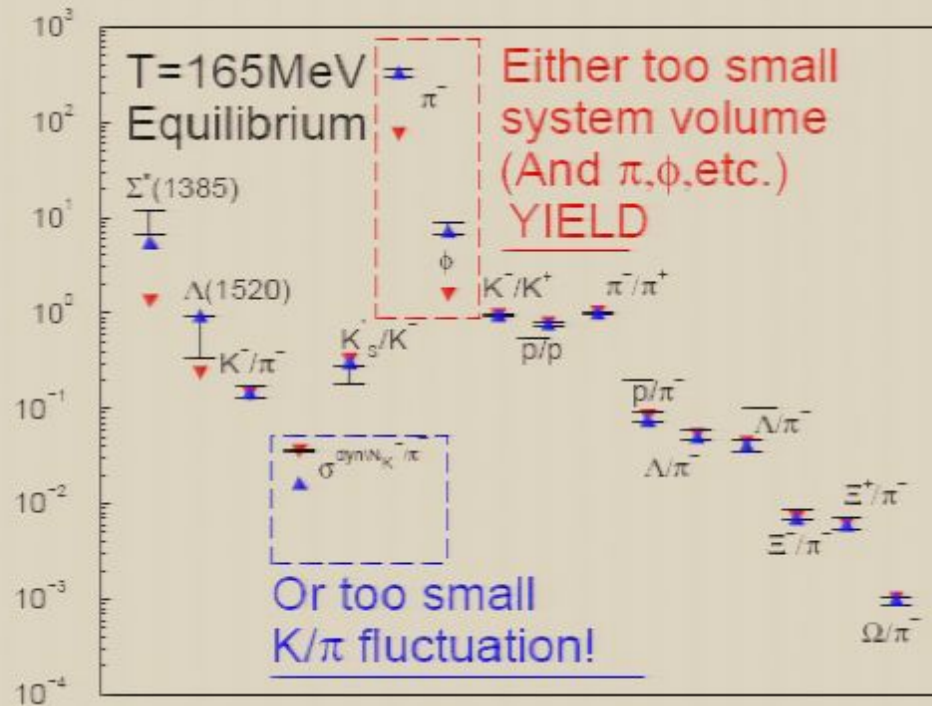 10³
10²
10¹
10⁰
10⁻¹
10⁻²
10⁻³
10⁻⁴
T=165MeV
Equilibrium
Either too small
system volume
(And π,φ,etc.)
YIELD
π⁻
φ
Σ*(1385)
Λ(1520)
K⁻/π⁻
K*₀/K⁻
K⁻/K⁺
p̅/p
π⁻/π⁺
p̅/π⁻
Λ/π⁻
Λ̅/π⁻
Ξ⁻/π⁻
Ξ⁺/π⁻
Ω/π⁻
Or too small
K/π fluctuation!